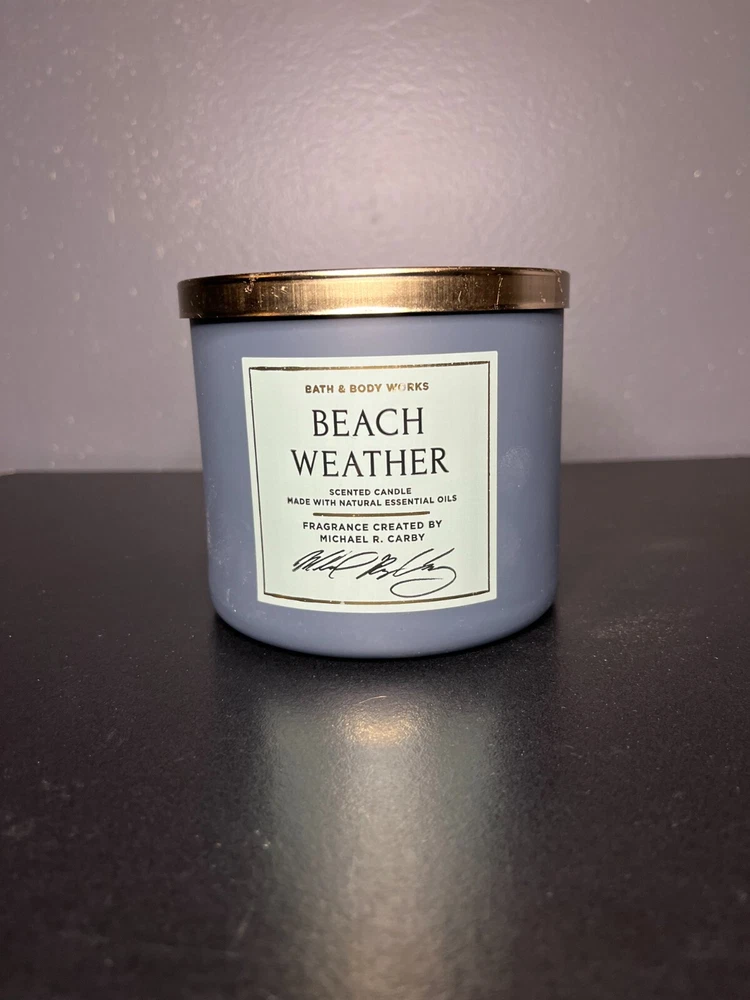 BATH & BODY WORKS
BEACH
WEATHER
SCENTED CANDLE
MADE WITH NATURAL ESSENTIAL OILS
FRAGRANCE CREATED BY
MICHAEL R. CARBY